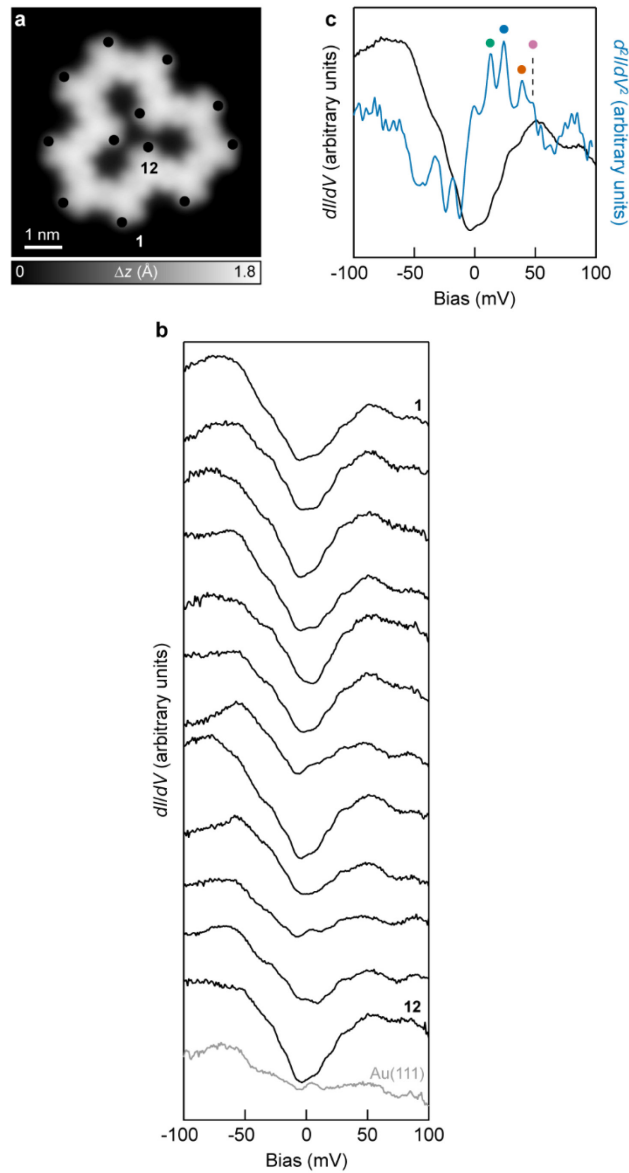 a
12
1
1 nm
0
Δz (Å)
1.8
c
dI/dV (arbitrary units)
d²I/dV² (arbitrary units)
-100
-50
0
50
100
Bias (mV)
b
1
dI/dV (arbitrary units)
12
Au(111)
-100
-50
0
50
100
Bias (mV)